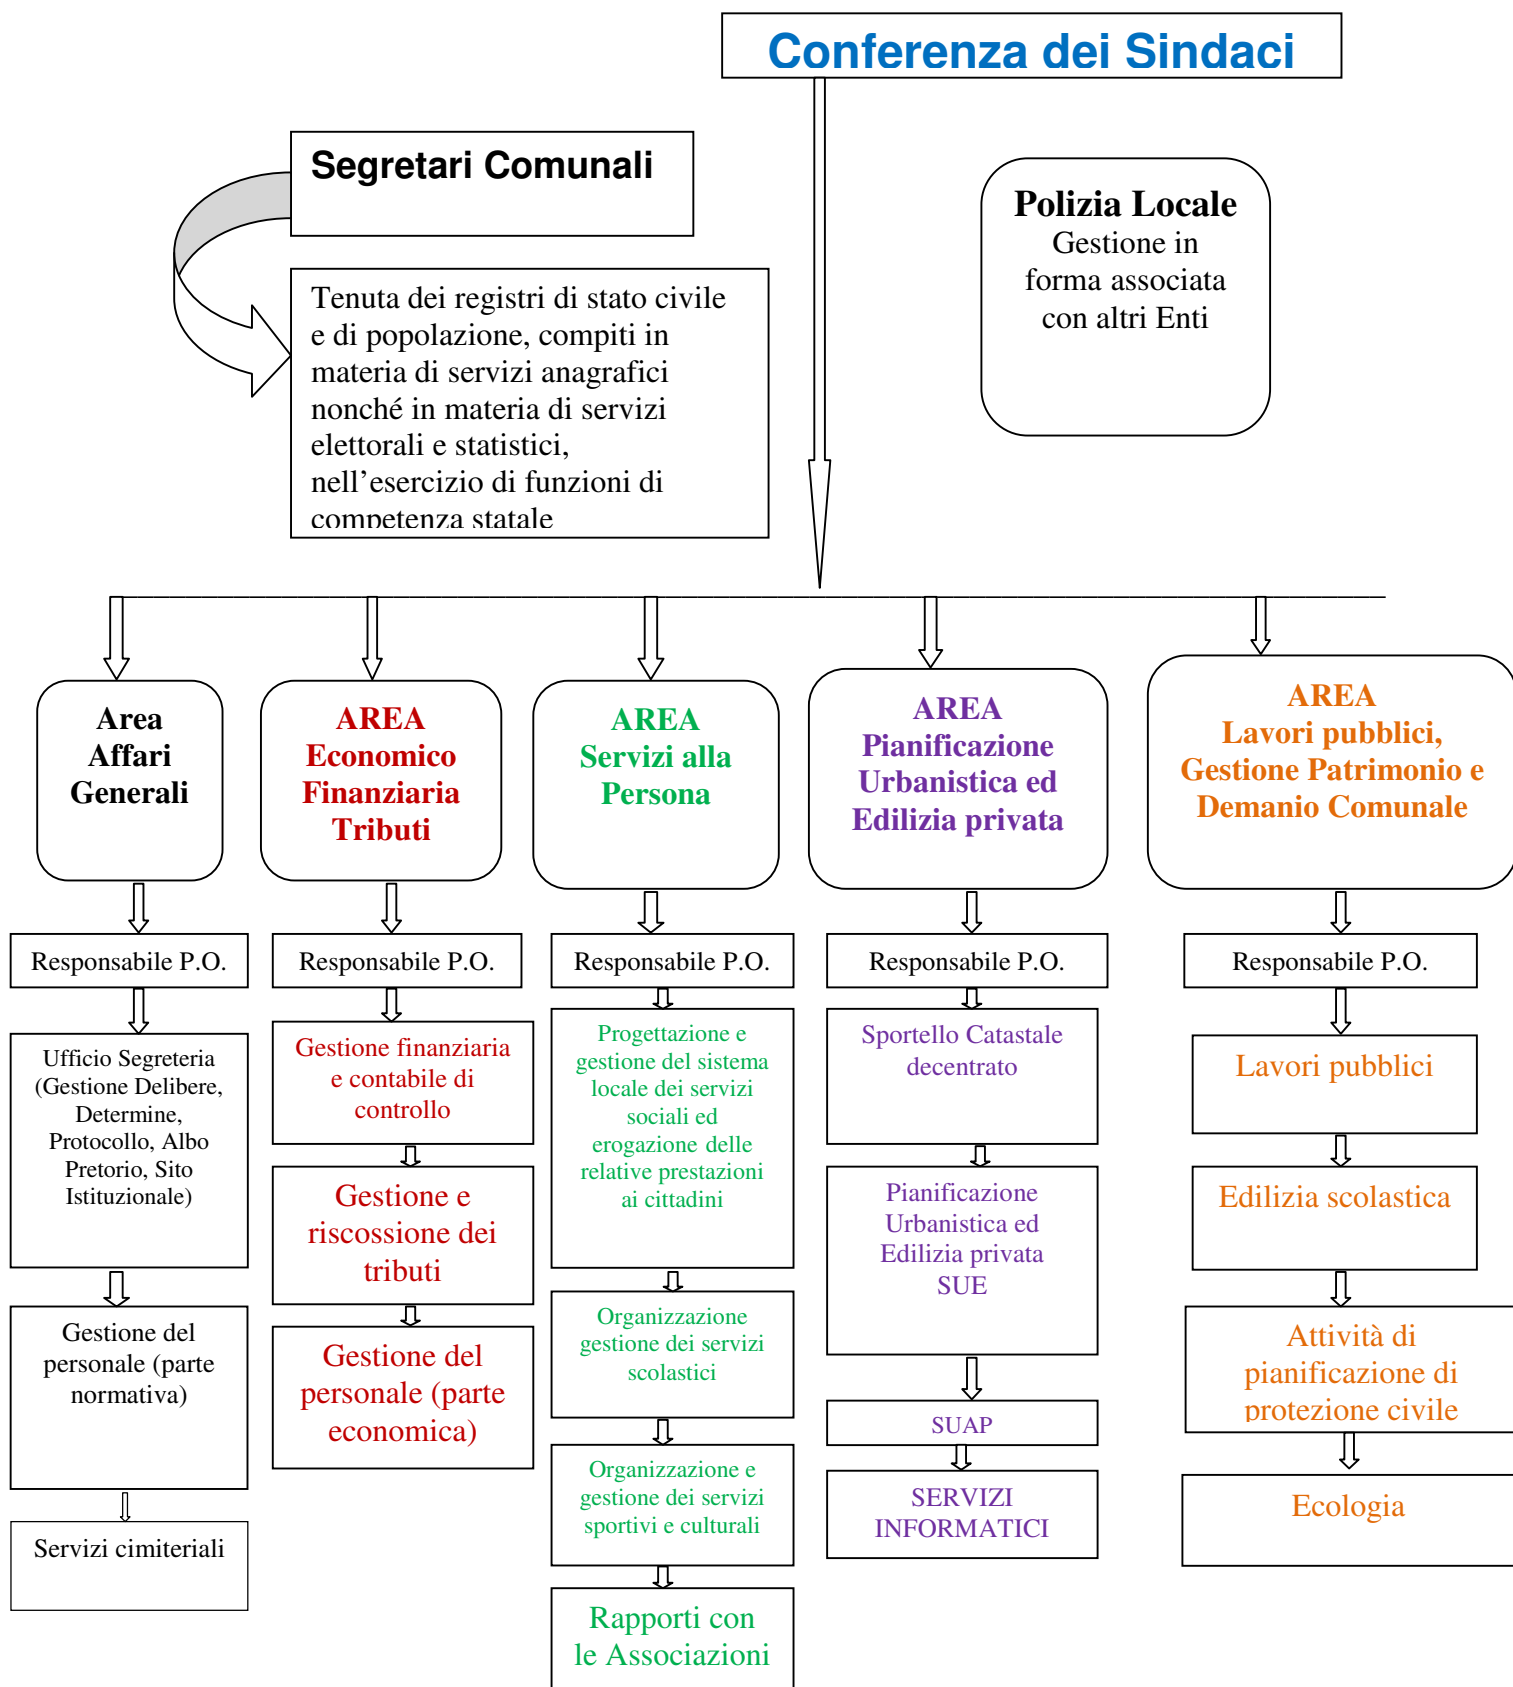 Conferenza dei Sindaci
Segretari Comunali
Polizia Locale
Gestione in
forma associata
con altri Enti
Tenuta dei registri di stato civile
e di popolazione, compiti in
materia di servizi anagrafici
nonché in materia di servizi
elettorali e statistici,
nell’esercizio di funzioni di
competenza statale
Area
Affari
Generali
AREA
Economico
Finanziaria
Tributi
AREA
Servizi alla
Persona
AREA
Pianificazione
Urbanistica ed
Edilizia privata
AREA
Lavori pubblici,
Gestione Patrimonio e
Demanio Comunale
Responsabile P.O.
Responsabile P.O.
Responsabile P.O.
Responsabile P.O.
Responsabile P.O.
Ufficio Segreteria
(Gestione Delibere,
Determine,
Protocollo, Albo
Pretorio, Sito
Istituzionale)
Gestione del
personale (parte
normativa)
Servizi cimiteriali
Gestione finanziaria
e contabile di
controllo
Gestione e
riscossione dei
tributi
Gestione del
personale (parte
economica)
Progettazione e
gestione del sistema
locale dei servizi
sociali ed
erogazione delle
relative prestazioni
ai cittadini
Organizzazione
gestione dei servizi
scolastici
Organizzazione e
gestione dei servizi
sportivi e culturali
Rapporti con
le Associazioni
Sportello Catastale
decentrato
Pianificazione
Urbanistica ed
Edilizia privata
SUE
SUAP
SERVIZI
INFORMATICI
Lavori pubblici
Edilizia scolastica
Attività di
pianificazione di
protezione civile
Ecologia